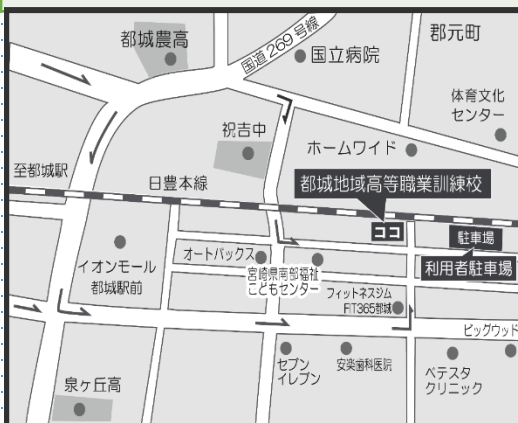 都城農高
国道269号線
国立病院
郡元町
体育文化
センター
祝吉中
ホームワイド
至都城駅
日豊本線
都城地域高等職業訓練校
ココ
駐車場
利用者駐車場
オートバックス
宮崎県南部福祉
こどもセンター
イオンモール
都城駅前
フィットネスジム
FIT365都城
ビッグウッド
セブン
イレブン
安楽歯科医院
ベテスタ
クリニック
泉ヶ丘高